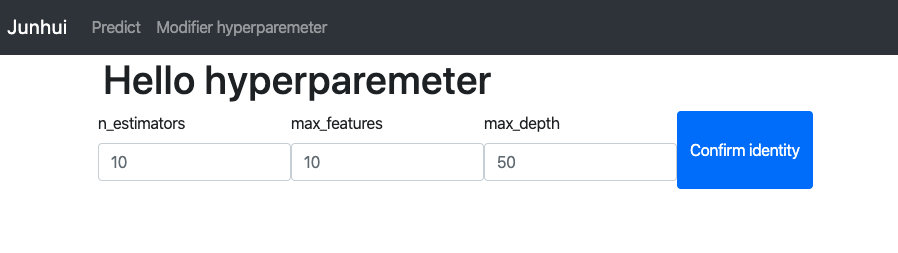 Junhui Predict Modifier hyperparemeter
Hello hyperparemeter
n_estimators max_features max_depth
10 10 50 Confirm identity